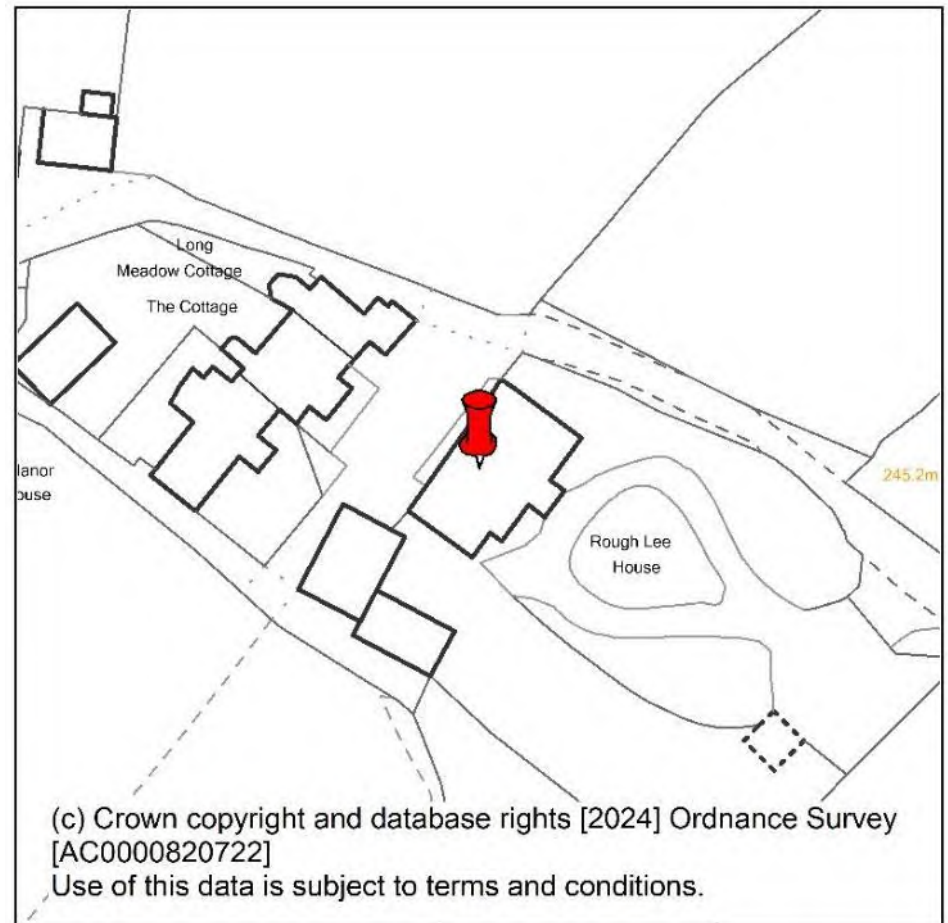 Long
Meadow Cottage
The Cottage
lanor
ouse
245.2m
Rough Lee
House
(c) Crown copyright and database rights [2024] Ordnance Survey
[AC0000820722]
Use of this data is subject to terms and conditions.